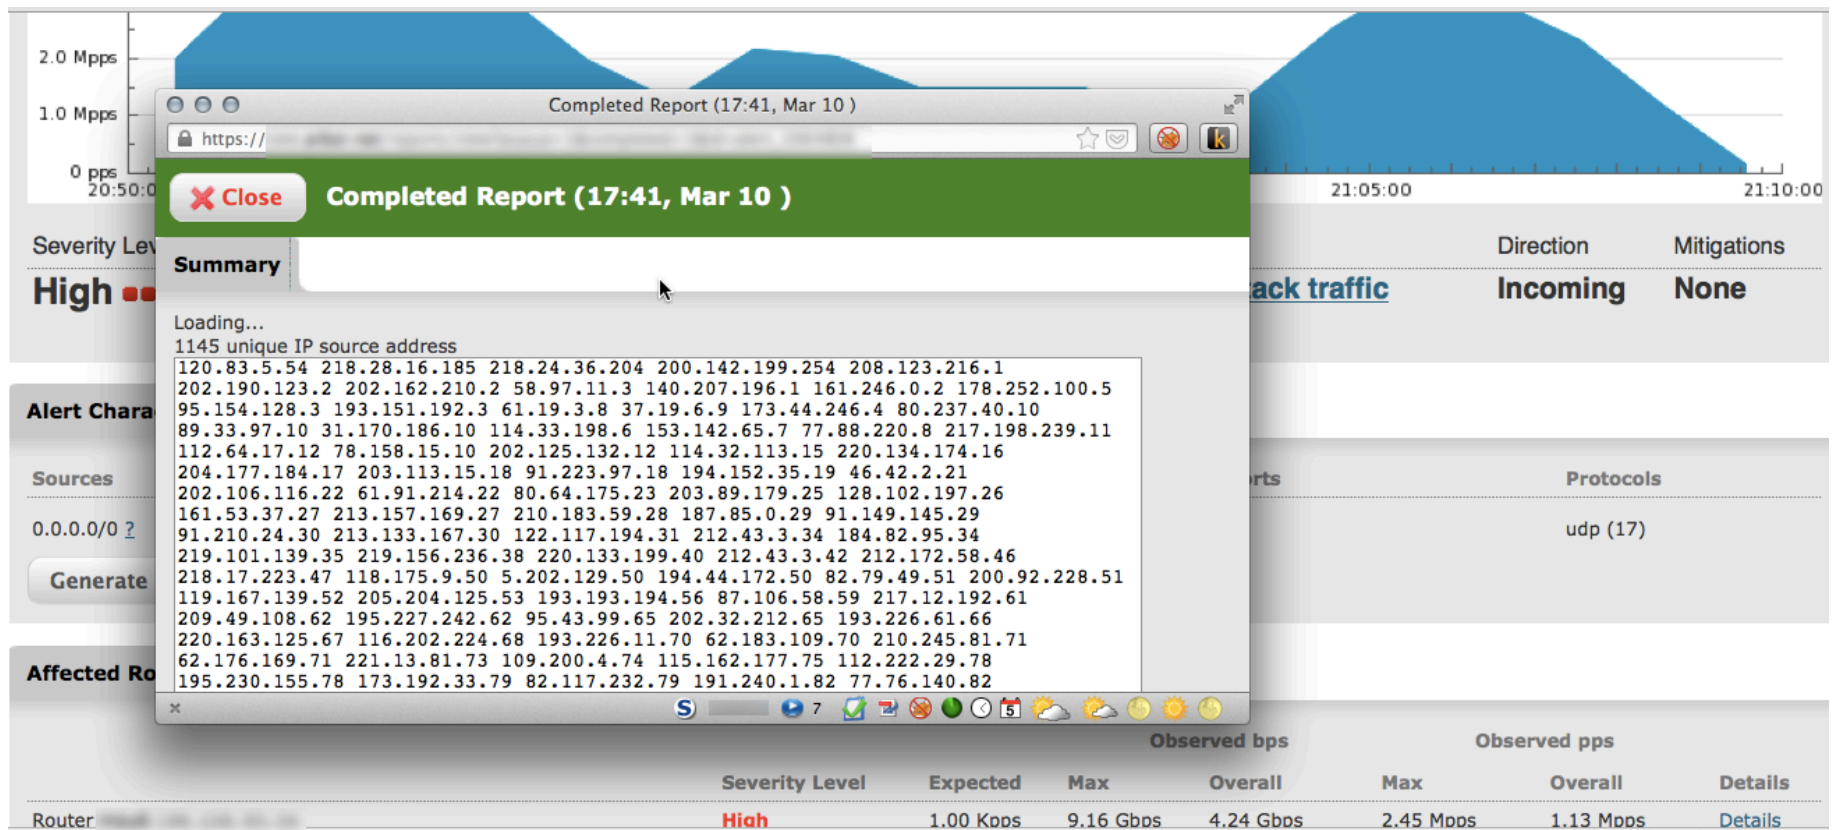 2.0 Mpps
1.0 Mpps
0 pps
20:50:0
21:05:00
21:10:00
Completed Report (17:41, Mar 10 )
https://
Close Completed Report (17:41, Mar 10 )
Summary
Loading...
1145 unique IP source address
120.83.5.54 218.28.16.185 218.24.36.204 200.142.199.254 208.123.216.1
202.190.123.2 202.162.210.2 58.97.11.3 140.207.196.1 161.246.0.2 178.252.100.5
95.154.128.3 193.151.192.3 61.19.3.8 37.19.6.9 173.44.246.4 80.237.40.10
89.33.97.10 31.170.186.10 114.33.198.6 153.142.65.7 77.88.220.8 217.198.239.11
112.64.17.12 78.158.15.10 202.125.132.12 114.32.113.15 220.134.174.16
204.177.184.17 203.113.15.18 91.223.97.18 194.152.35.19 46.42.2.21
202.106.116.22 61.91.214.22 80.64.175.23 203.89.179.25 128.102.197.26
161.53.37.27 213.157.169.27 210.183.59.28 187.85.0.29 91.149.145.29
91.210.24.30 213.133.167.30 122.117.194.31 212.43.3.34 184.82.95.34
219.101.139.35 219.156.236.38 220.133.199.40 212.43.3.42 212.172.58.46
218.17.223.47 118.175.9.50 5.202.129.50 194.44.172.50 82.79.49.51 200.92.228.51
119.167.139.52 205.204.125.53 193.193.194.56 87.106.58.59 217.12.192.61
209.49.108.62 195.227.242.62 95.43.99.65 202.32.212.65 193.226.61.66
220.163.125.67 116.202.224.68 193.226.11.70 62.183.109.70 210.245.81.71
62.176.169.71 221.13.81.73 109.200.4.74 115.162.177.75 112.222.29.78
195.230.155.78 173.192.33.79 82.117.232.79 191.240.1.82 77.76.140.82
7
5
Severity Lev
High
ack traffic
Direction
Incoming
Mitigations
None
Alert Chara
Sources
0.0.0.0/0 ?
Generate
rts
Protocols
udp (17)
Affected Ro
Observed bps Observed pps
Severity Level Expected Max Overall Max Overall Details
Router High 1.00 Kpps 9.16 Gbps 4.24 Gbps 2.45 Mpps 1.13 Mpps Details